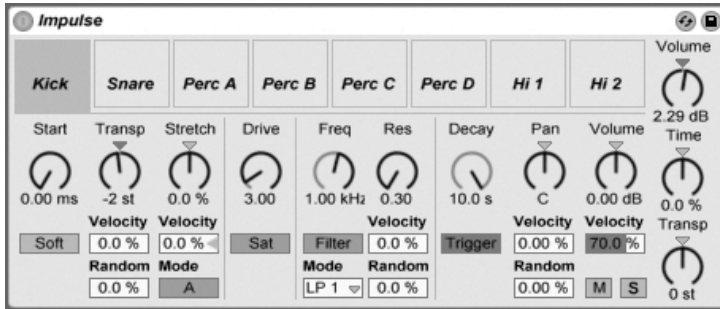 Impulse
Kick Snare Perc A Perc B Perc C Perc D Hi 1 Hi 2
Volume
2.29 dB
Start Transp Stretch Drive Freq Res Decay Pan Volume
Time
0.00 ms -2 st 0.0 % 3.00 1.00 kHz 0.30 10.0 s C 0.00 dB
0.0 %
Velocity Velocity Velocity Velocity Velocity
Transp
Soft 0.0 % 0.0 % Sat Filter 0.0 % Trigger 0.00 % 70.0 %
Random Mode Mode Random Random
0.0 % A LP 1 0.0 % 0.00 % M S
0 st